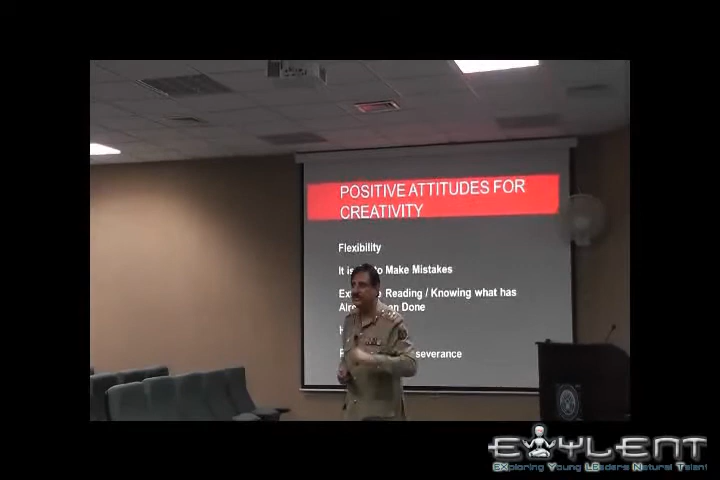 POSITIVE ATTITUDES FOR
CREATIVITY
Flexibility
It is to Make Mistakes
Reading / Knowing what has
Done
severance
EXYLENT
EXploring Young LEaders Natural Talent